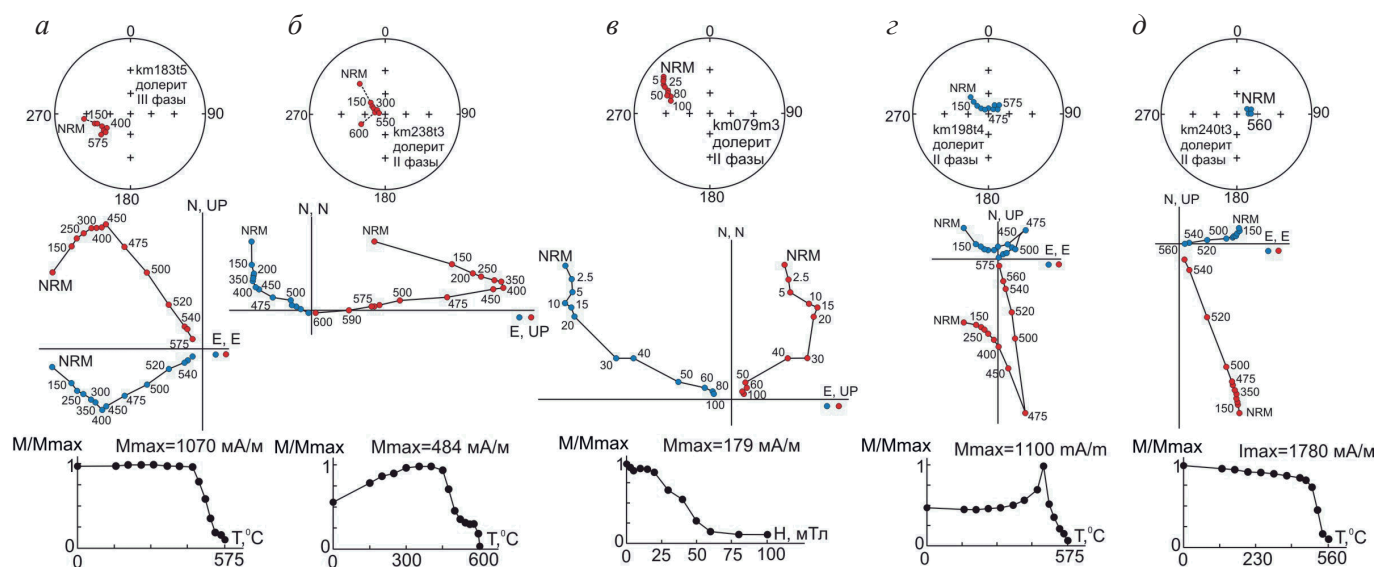 а б в г д
0
km183t5
долерит
III фазы
150
400
NRM
575
270
90
180
0
NRM
150
300
550
600
km238t3
долерит
II фазы
270
90
180
0
NRM
5
25
80
50
100
km079m3
долерит
II фазы
270
90
180
0
NRM
150
575
475
km198t4
долерит
II фазы
270
90
180
0
NRM
560
km240t3
долерит
II фазы
270
90
180
N, UP
450
300
250
400
150
475
500
NRM
520
540
575
E, E
NRM
520
540
150
500
250
300
475
350
450
400
N, N
NRM
NRM
150
200
350
400
450
500
475
600
150
250
200
350
400
450
475
500
575
590
E, UP
N, N
NRM
2.5
5
10
15
20
30
40
50
60
80
100
NRM
2.5
5
10
15
20
40
30
50
60
100
E, UP
N, UP
475
NRM
450
150
500
E, E
575
560
540
NRM
150
520
250
500
400
450
475
NRM
540
500
150
560
E, E
540
520
500
475
350
150
NRM
M/Mmax Mmax=1070 мА/м
1
0
T,°C
0 575
M/Mmax Mmax=484 мА/м
1
0
T,°C
0 300 600
M/Mmax Mmax=179 мА/м
1
0
H, мТл
0 25 50 75 100
M/Mmax Mmax=1100 mA/m
1
0
T,°C
0 575
M/Mmax Imax=1780 мА/м
1
0
T,°C
0 230 560